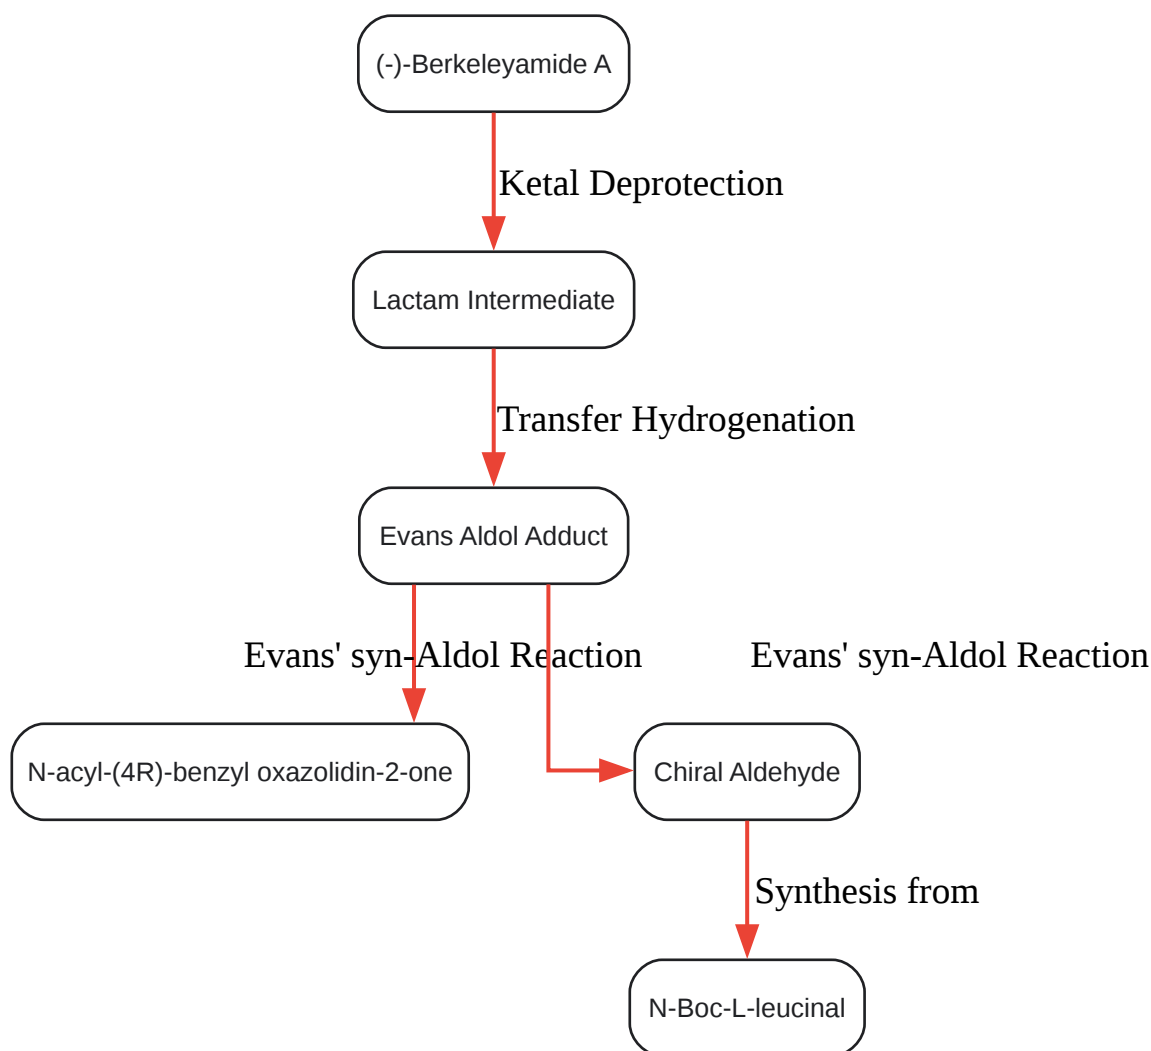 (-)-Berkeleyamide A
Ketal Deprotection
Lactam Intermediate
Transfer Hydrogenation
Evans Aldol Adduct
Evans' syn-Aldol Reaction
Evans' syn-Aldol Reaction
N-acyl-(4R)-benzyl oxazolidin-2-one
Chiral Aldehyde
Synthesis from
N-Boc-L-leucinal